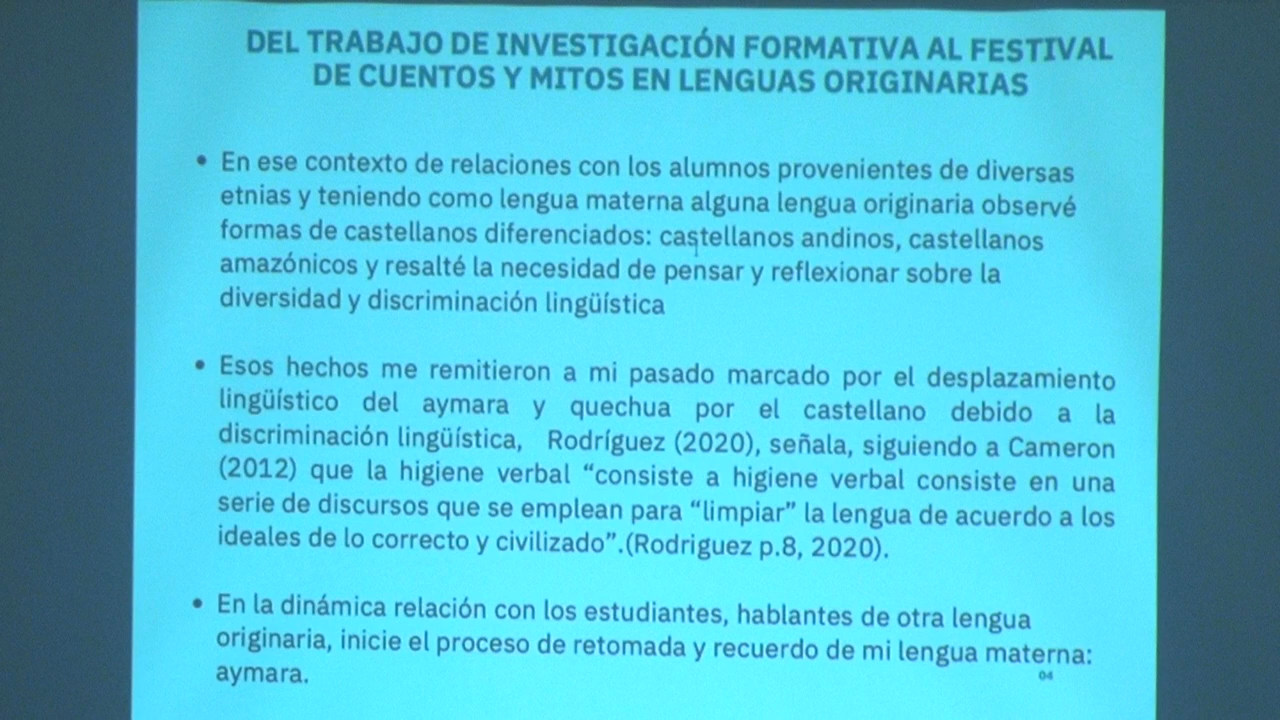 DEL TRABAJO DE INVESTIGACIÓN FORMATIVA AL FESTIVAL
DE CUENTOS Y MITOS EN LENGUAS ORIGINARIAS
• En ese contexto de relaciones con los alumnos provenientes de diversas
etnias y teniendo como lengua materna alguna lengua originaria observé
formas de castellanos diferenciados: castellanos andinos, castellanos
amazónicos y resalté la necesidad de pensar y reflexionar sobre la
diversidad y discriminación lingüística
• Esos hechos me remitieron a mi pasado marcado por el desplazamiento
lingüístico del aymara y quechua por el castellano debido a la
discriminación lingüística, Rodríguez (2020), señala, siguiendo a Cameron
(2012) que la higiene verbal “consiste a higiene verbal consiste en una
serie de discursos que se emplean para “limpiar” la lengua de acuerdo a los
ideales de lo correcto y civilizado”.(Rodriguez p.8, 2020).
• En la dinámica relación con los estudiantes, hablantes de otra lengua
originaria, inicie el proceso de retomada y recuerdo de mi lengua materna:
aymara.
04